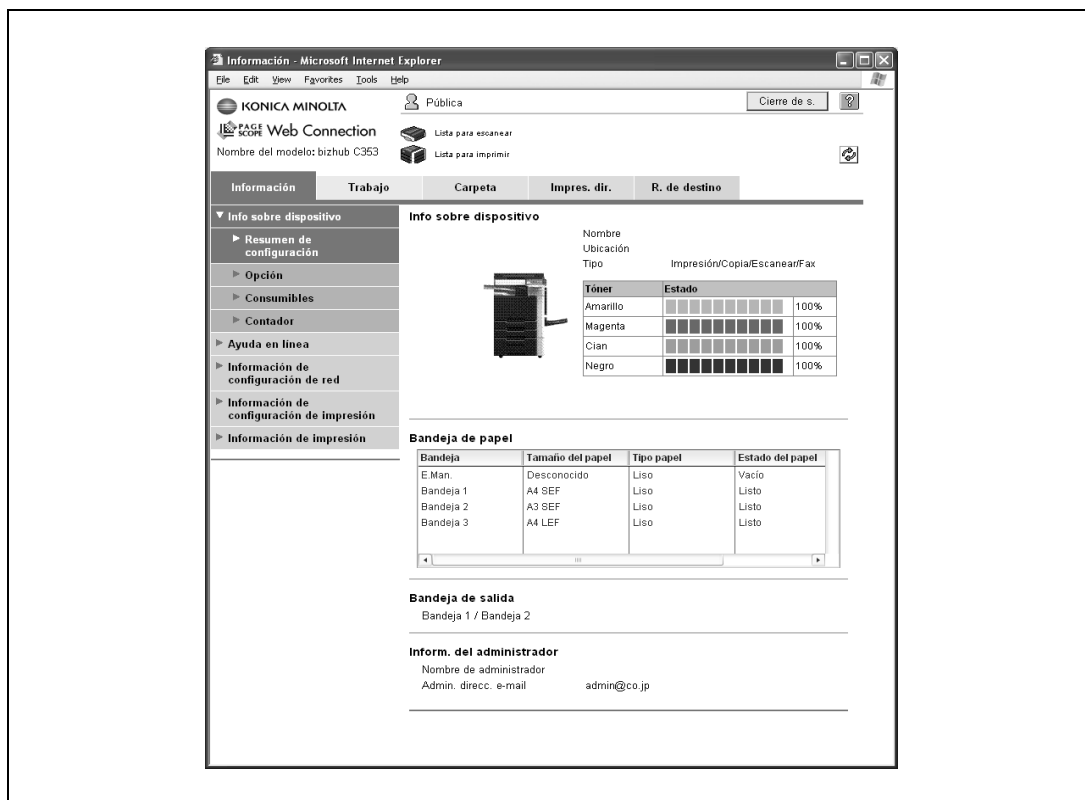 Información - Microsoft Internet Explorer
File Edit View Favorites Tools Help
KONICA MINOLTA
Pública
Cierre de s.
?
PAGE SCOPE Web Connection
Lista para escanear
Nombre del modelo: bizhub C353
Lista para imprimir
Información Trabajo Carpeta Impres. dir. R. de destino
Info sobre dispositivo
Resumen de
configuración
Opción
Consumibles
Contador
Ayuda en línea
Información de
configuración de red
Información de
configuración de impresión
Información de impresión
Info sobre dispositivo
Nombre
Ubicación
Tipo Impresión/Copia/Escanear/Fax
Tóner Estado
Amarillo 100%
Magenta 100%
Cian 100%
Negro 100%
Bandeja de papel
Bandeja Tamaño del papel Tipo papel Estado del papel
E.Man. Desconocido Liso Vacío
Bandeja 1 A4 SEF Liso Listo
Bandeja 2 A3 SEF Liso Listo
Bandeja 3 A4 LEF Liso Listo
Bandeja de salida
Bandeja 1 / Bandeja 2
Inform. del administrador
Nombre de administrador
Admin. direcc. e-mail admin@co.jp